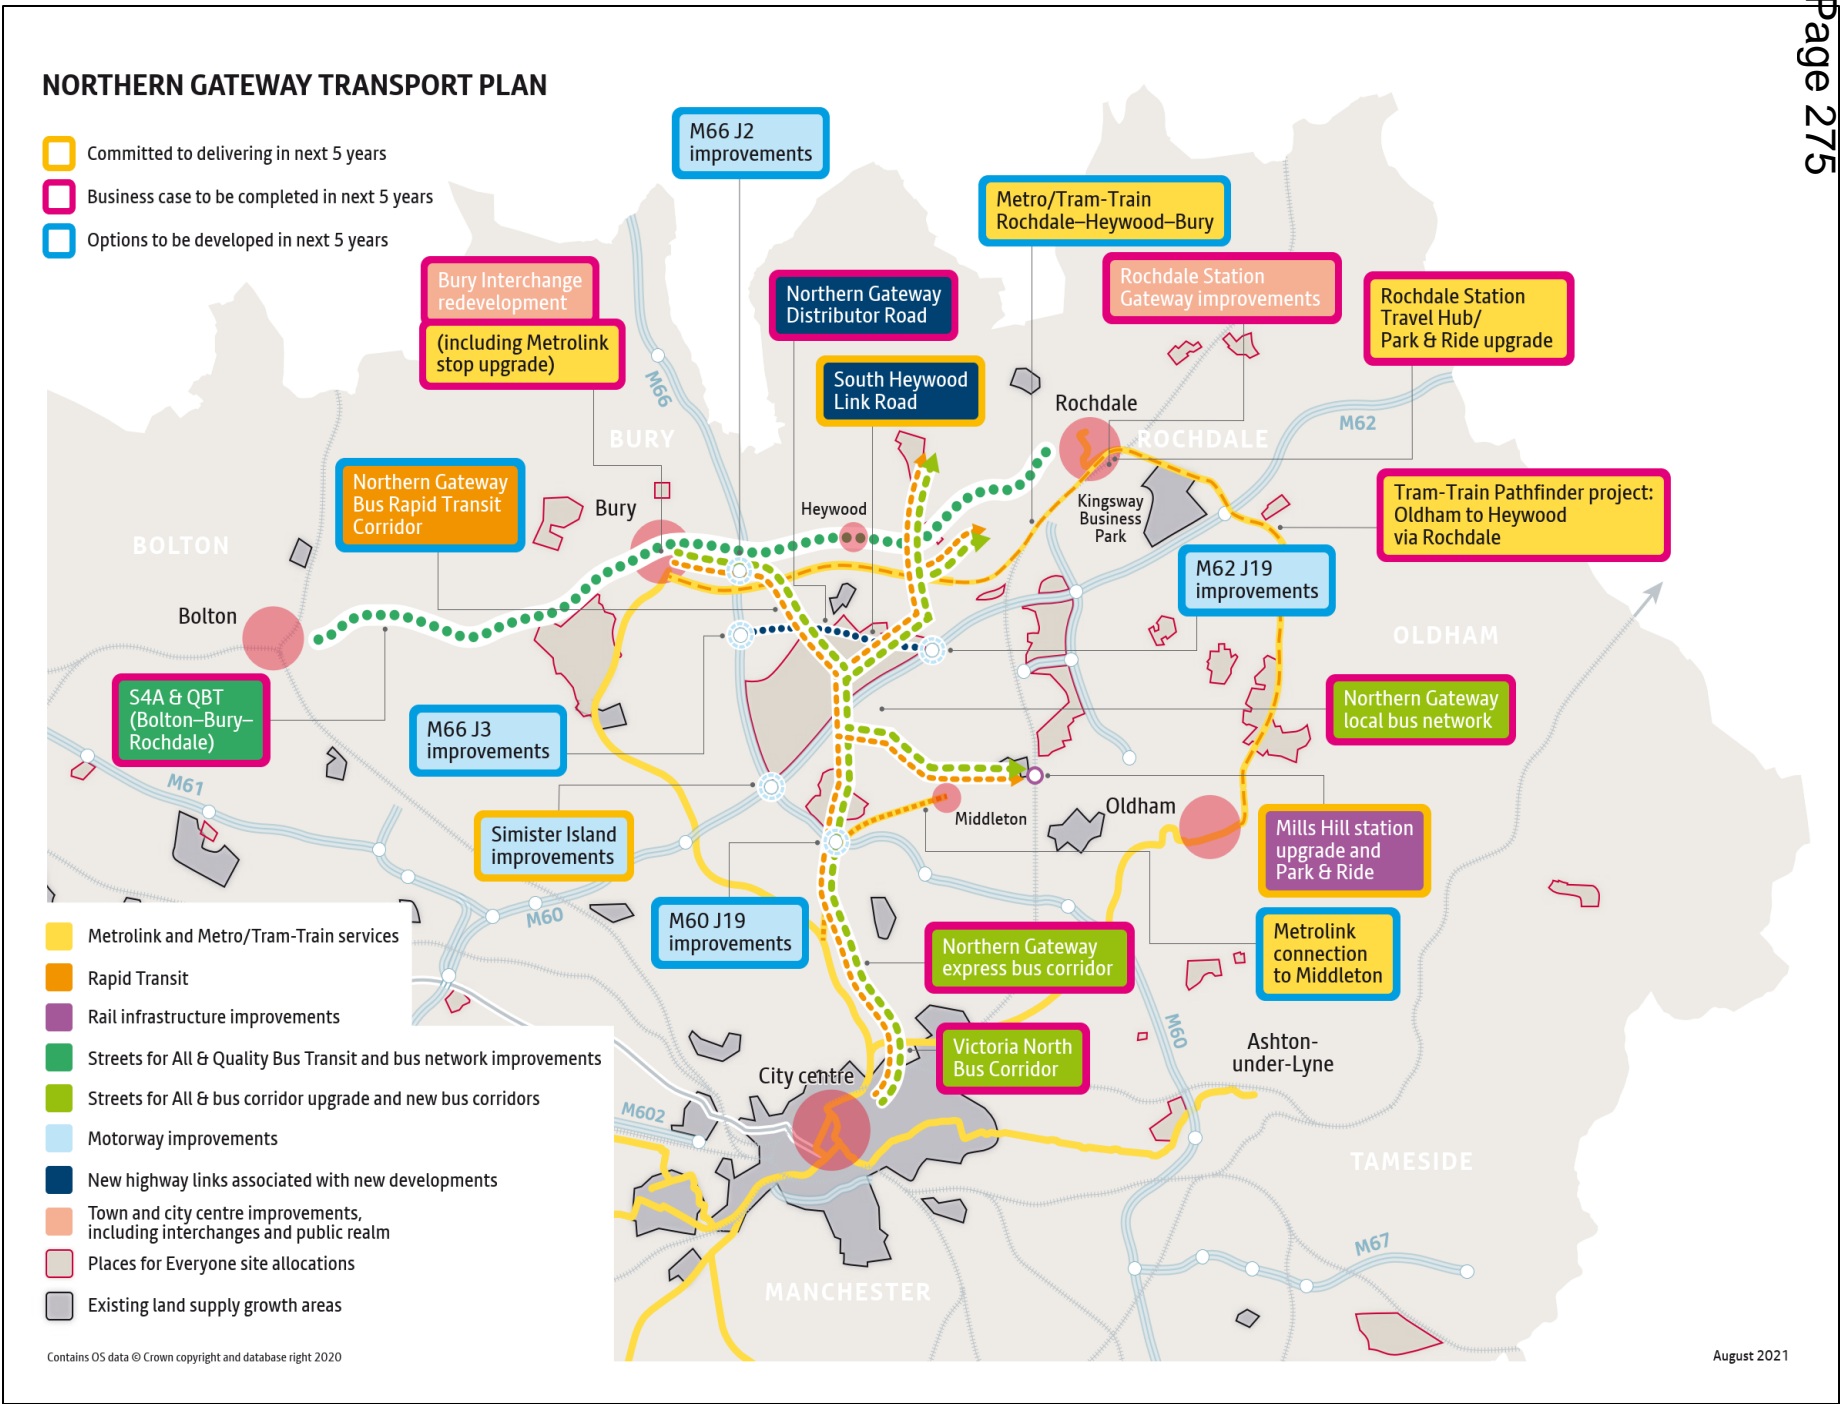 Page 275
NORTHERN GATEWAY TRANSPORT PLAN
Committed to delivering in next 5 years
Business case to be completed in next 5 years
Options to be developed in next 5 years
M66 J2
improvements
Metro/Tram-Train
Rochdale–Heywood–Bury
Bury Interchange
redevelopment
(including Metrolink
stop upgrade)
Northern Gateway
Distributor Road
Rochdale Station
Gateway improvements
Rochdale Station
Travel Hub/
Park & Ride upgrade
South Heywood
Link Road
M66
M62
Rochdale
BURY
ROCHDALE
Northern Gateway
Bus Rapid Transit
Corridor
Tram-Train Pathfinder project:
Oldham to Heywood
via Rochdale
Bury
Heywood
Kingsway
Business
Park
BOLTON
M62 J19
improvements
Bolton
OLDHAM
S4A & QBT
(Bolton–Bury–
Rochdale)
M66 J3
improvements
Northern Gateway
local bus network
M61
Simister Island
improvements
Middleton
Oldham
Mills Hill station
upgrade and
Park & Ride
M60
M60 J19
improvements
Northern Gateway
express bus corridor
Metrolink
connection
to Middleton
M60
Victoria North
Bus Corridor
Ashton-
under-Lyne
City centre
M602
TAMESIDE
M67
MANCHESTER
Metrolink and Metro/Tram-Train services
Rapid Transit
Rail infrastructure improvements
Streets for All & Quality Bus Transit and bus network improvements
Streets for All & bus corridor upgrade and new bus corridors
Motorway improvements
New highway links associated with new developments
Town and city centre improvements,
including interchanges and public realm
Places for Everyone site allocations
Existing land supply growth areas
Contains OS data © Crown copyright and database right 2020
August 2021